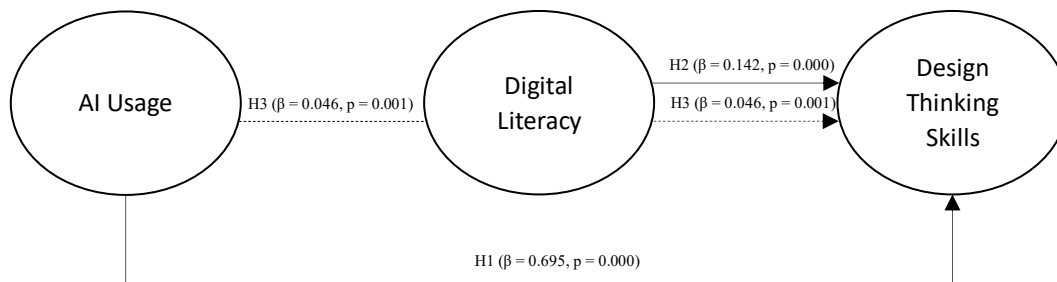 AI Usage
H3 (β = 0.046, p = 0.001)
Digital
Literacy
H2 (β = 0.142, p = 0.000)
H3 (β = 0.046, p = 0.001)
Design
Thinking
Skills
H1 (β = 0.695, p = 0.000)